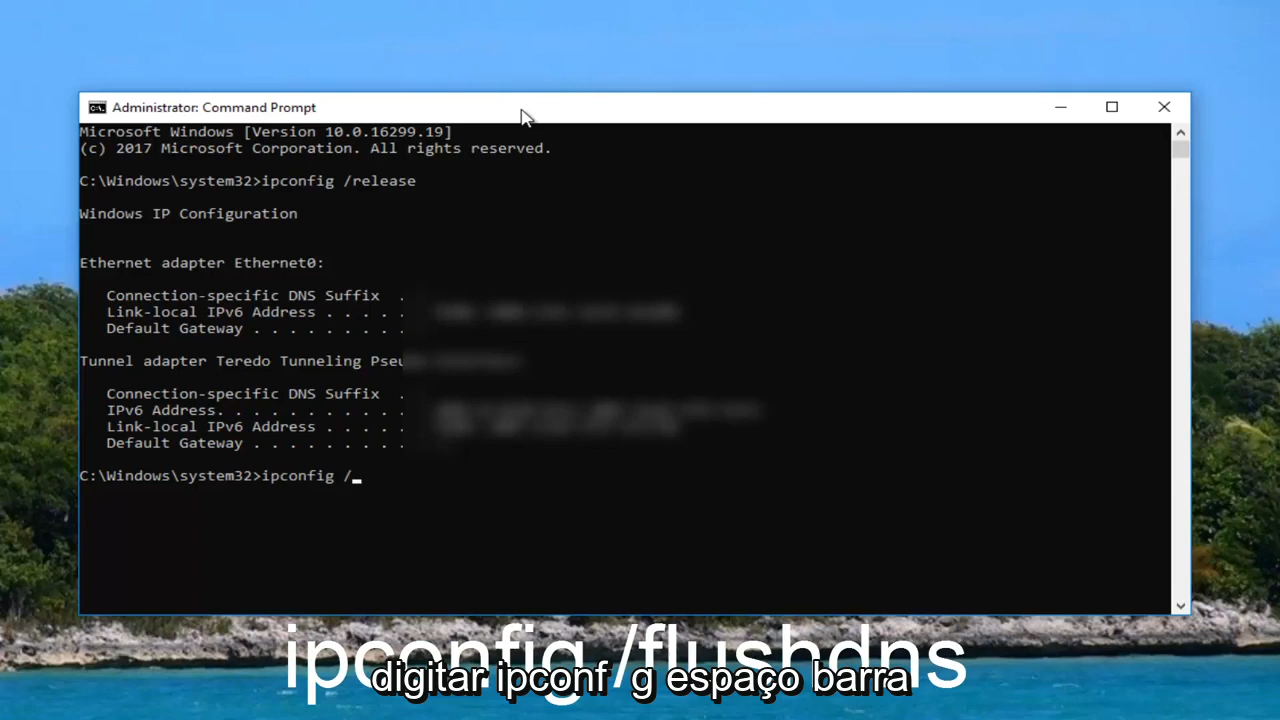 Administrator: Command Prompt
Microsoft Windows [Version 10.0.16299.19]
(c) 2017 Microsoft Corporation. All rights reserved.
C:\Windows\system32>ipconfig /release
Windows IP Configuration
Ethernet adapter Ethernet0:
Connection-specific DNS Suffix .
Link-local IPv6 Address . . . . .
Default Gateway . . . . . . . . .
Tunnel adapter Teredo Tunneling
Connection-specific DNS Suffix .
IPv6 Address. . . . . . . . . . .
Link-local IPv6 Address . . . . .
Default Gateway . . . . . . . . .
C:\Windows\system32>ipconfig /_
ipconfig /flushdns
digitar ipconf g espaço barra